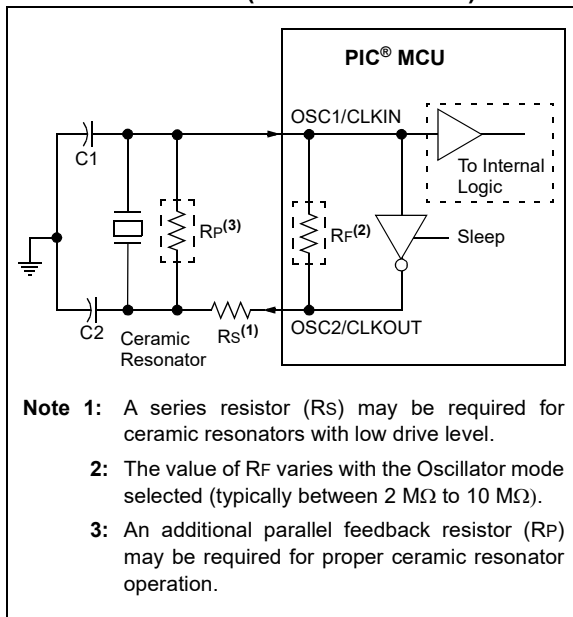 PIC® MCU
OSC1/CLKIN
C1
To Internal
Logic
RP(3)
RF(2)
Sleep
C2
Ceramic
Resonator
RS(1)
OSC2/CLKOUT
Note 1: A series resistor (RS) may be required for
ceramic resonators with low drive level.
2: The value of RF varies with the Oscillator mode
selected (typically between 2 MΩ to 10 MΩ).
3: An additional parallel feedback resistor (RP)
may be required for proper ceramic resonator
operation.